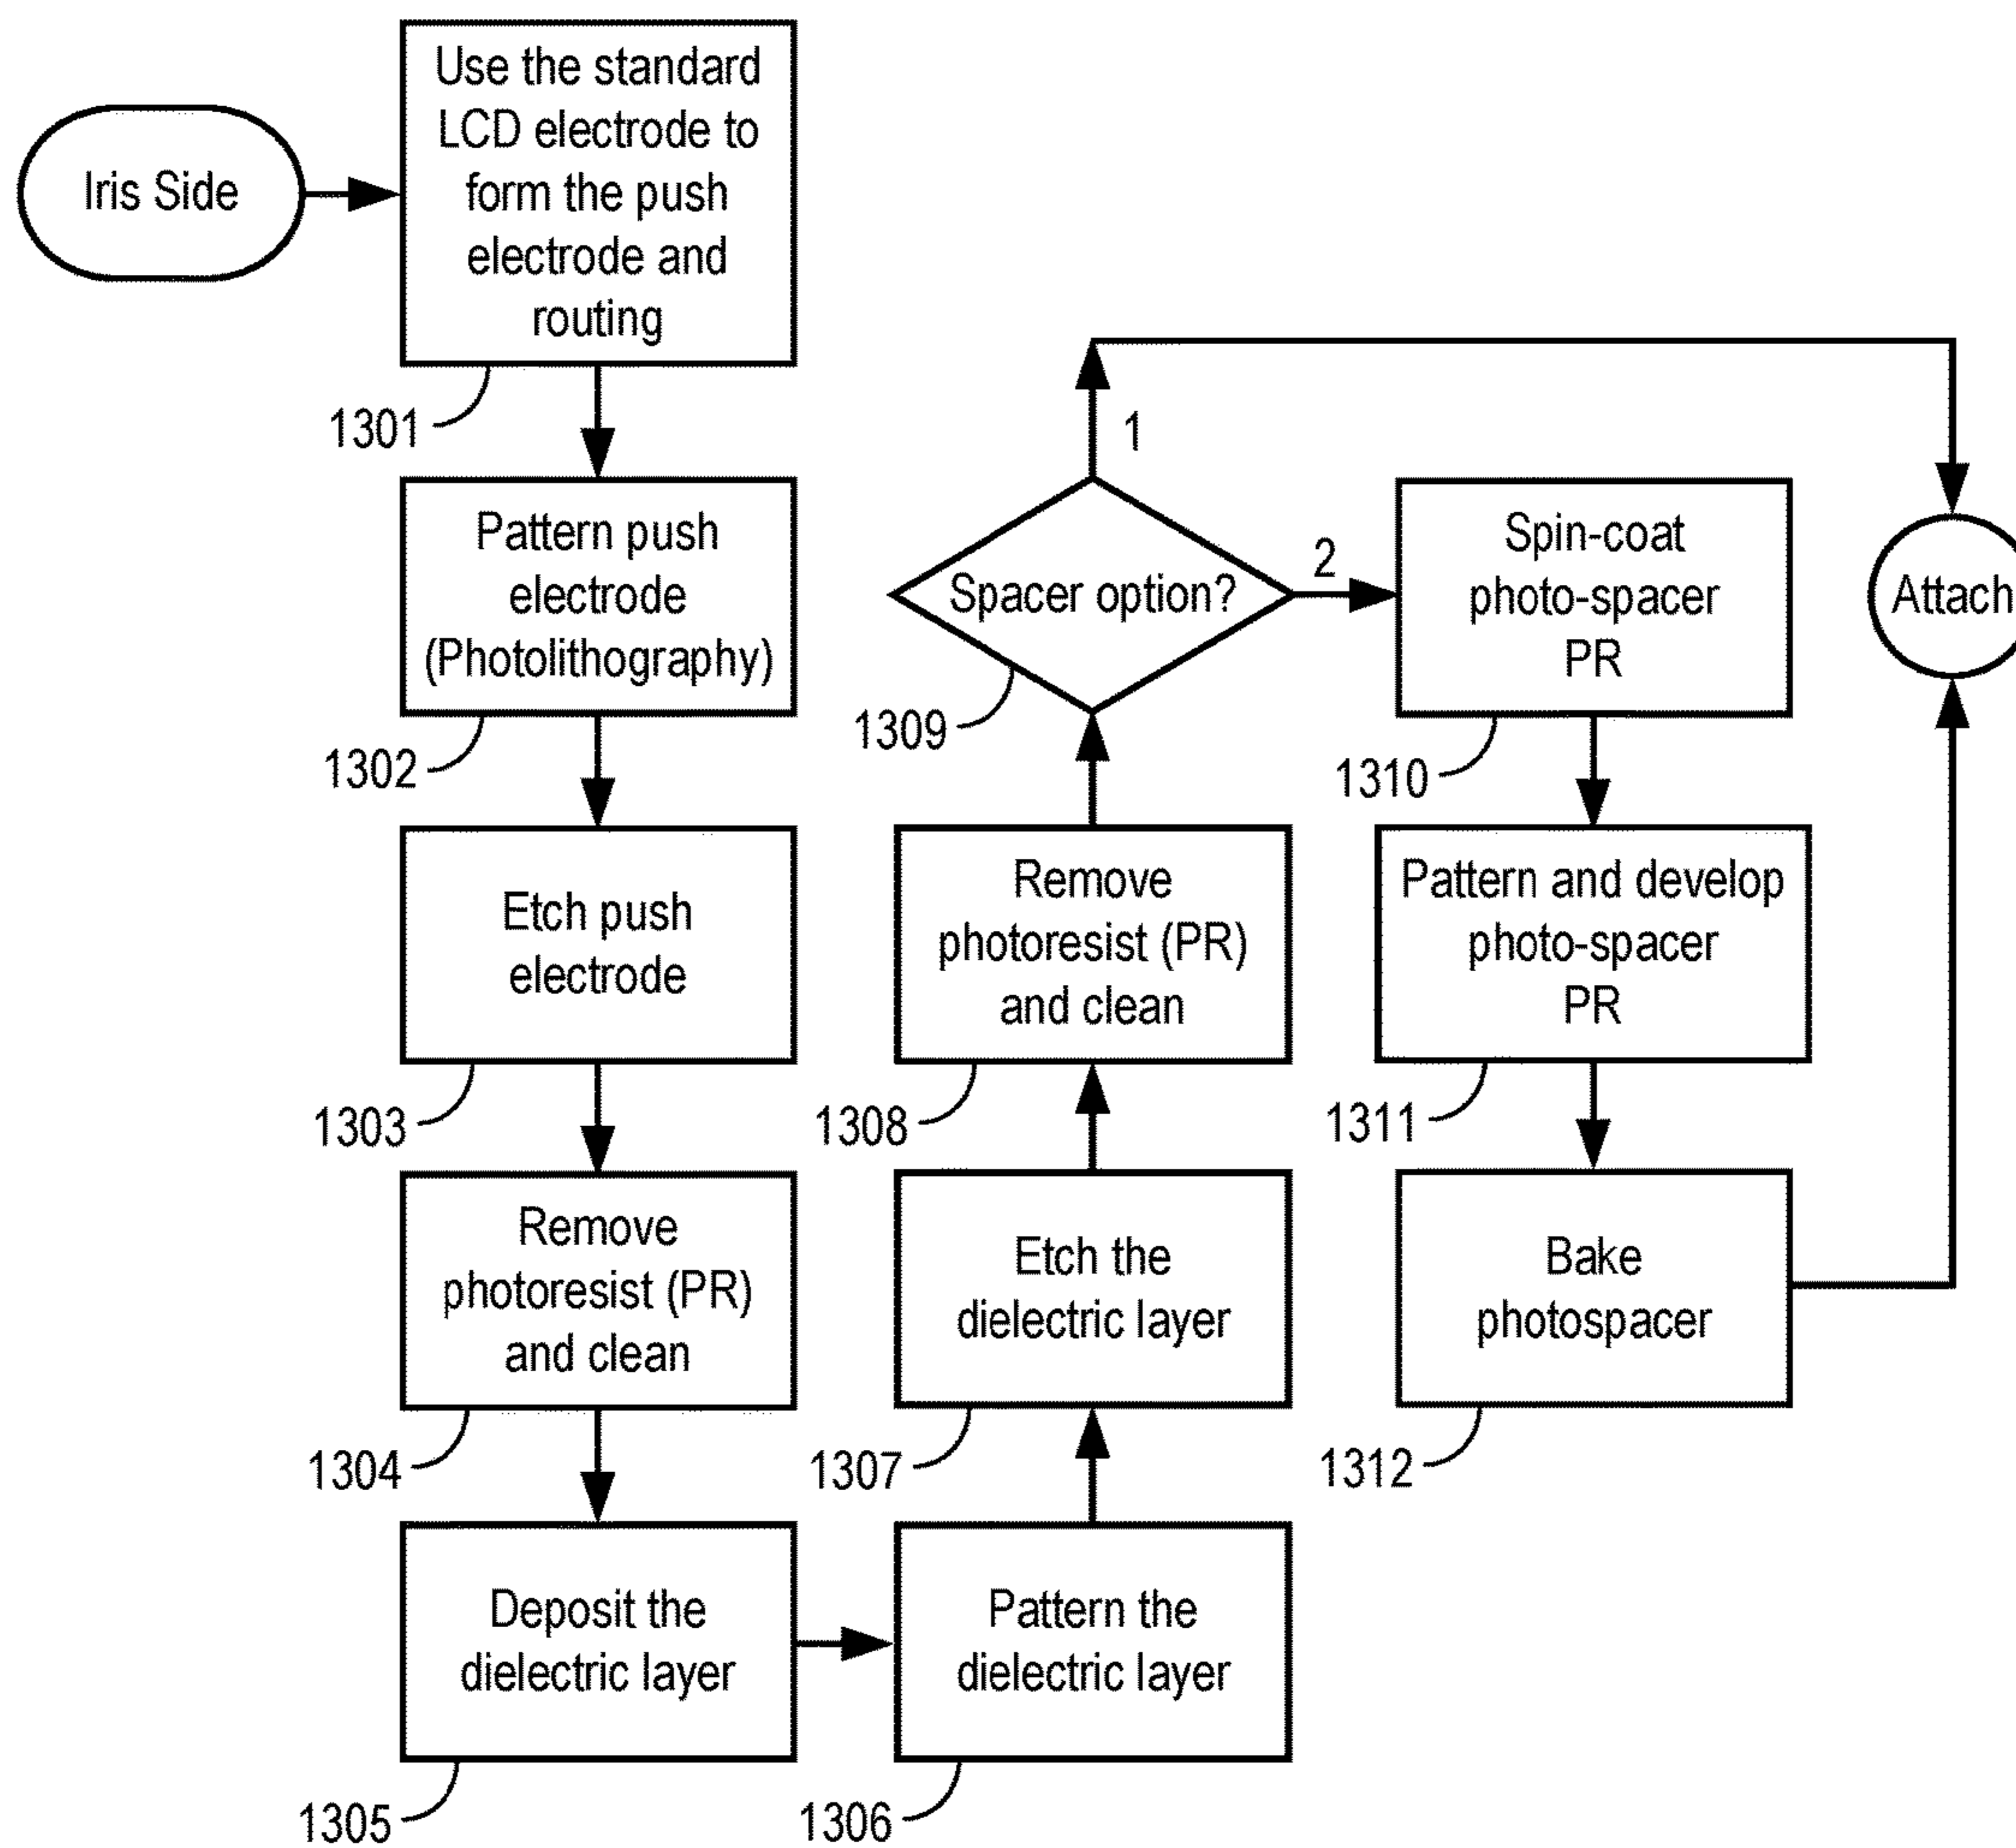 Iris Side
Use the standard
LCD electrode to
form the push
electrode and
routing
1301
Pattern push
electrode
(Photolithography)
1302
Etch push
electrode
1303
Remove
photoresist (PR)
and clean
1304
Deposit the
dielectric layer
1305
Pattern the
dielectric layer
1306
Etch the
dielectric layer
1307
Remove
photoresist (PR)
and clean
1308
Spacer option?
1309
1
2
Spin-coat
photo-spacer
PR
1310
Pattern and develop
photo-spacer
PR
1311
Bake
photospacer
1312
Attach